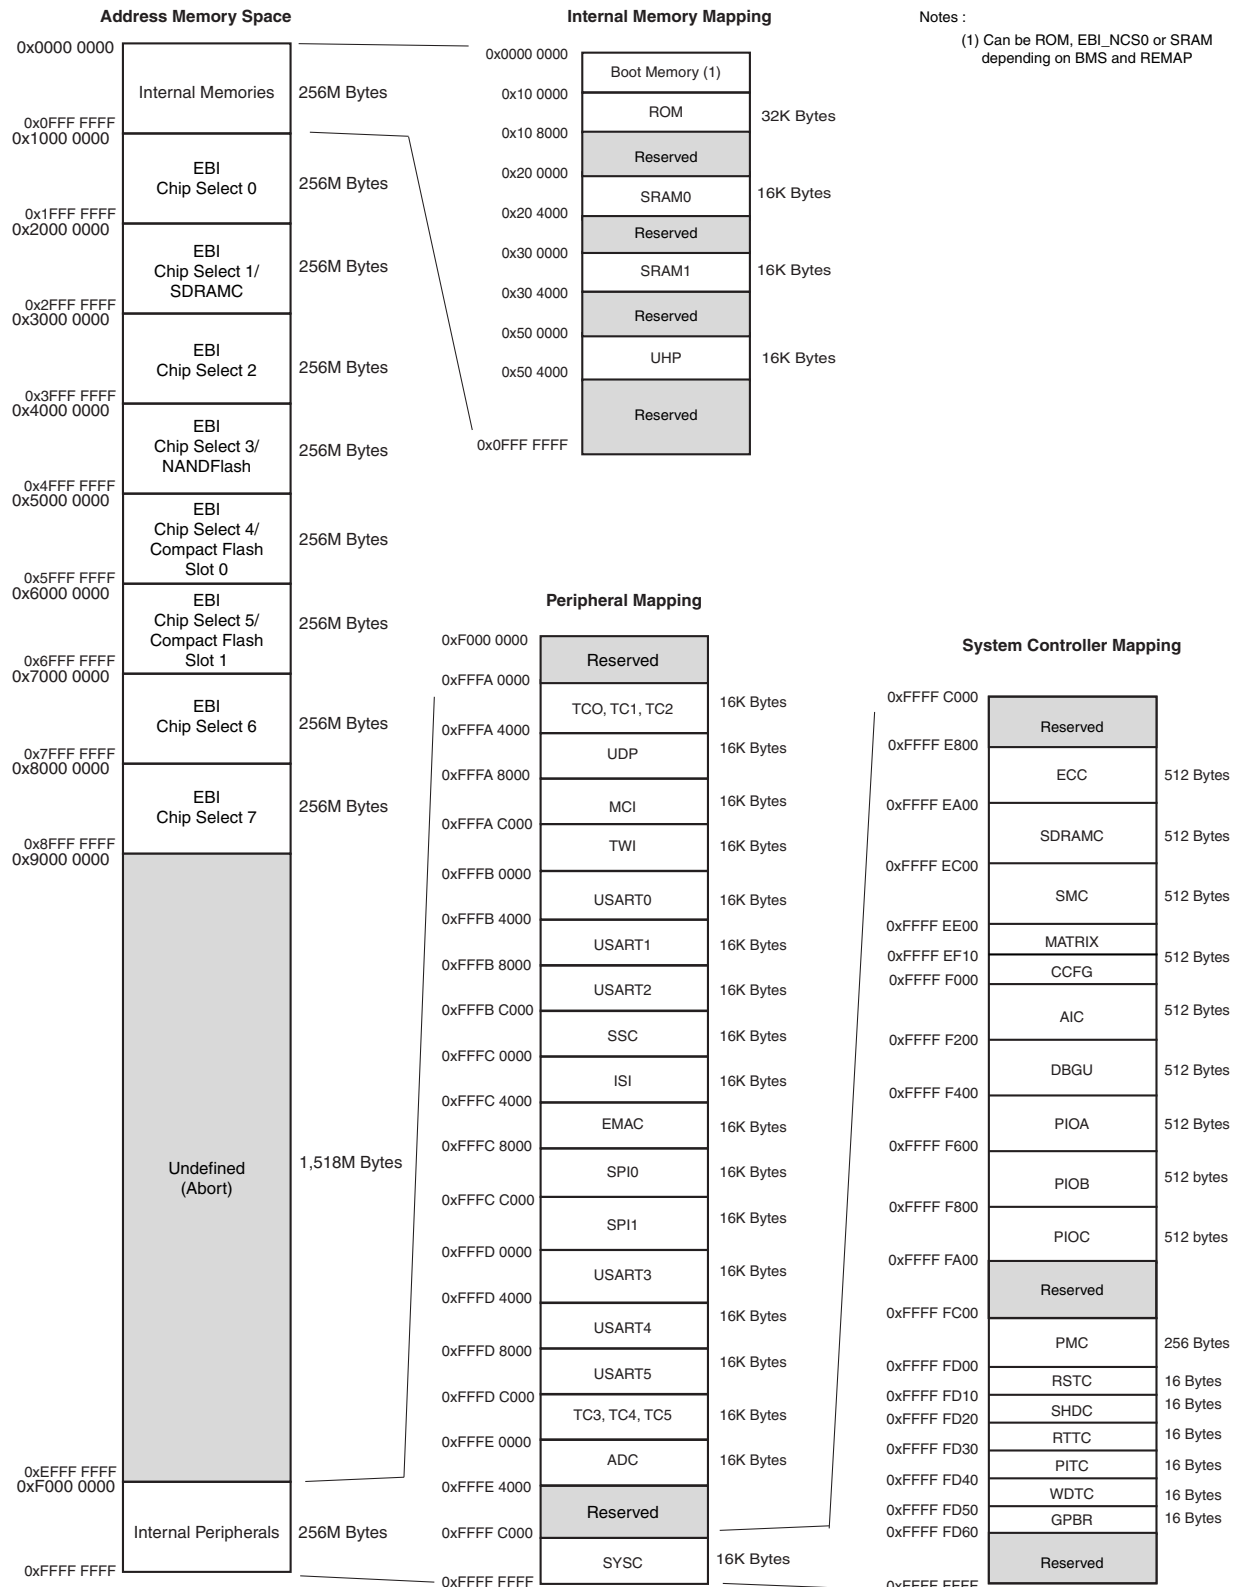 Address Memory Space
0x0000 0000
Internal Memories
256M Bytes
0x0FFF FFFF
0x1000 0000
EBI
Chip Select 0
256M Bytes
0x1FFF FFFF
0x2000 0000
EBI
Chip Select 1/
SDRAMC
256M Bytes
0x2FFF FFFF
0x3000 0000
EBI
Chip Select 2
256M Bytes
0x3FFF FFFF
0x4000 0000
EBI
Chip Select 3/
NANDFlash
256M Bytes
0x4FFF FFFF
0x5000 0000
EBI
Chip Select 4/
Compact Flash
Slot 0
256M Bytes
0x5FFF FFFF
0x6000 0000
EBI
Chip Select 5/
Compact Flash
Slot 1
256M Bytes
0x6FFF FFFF
0x7000 0000
EBI
Chip Select 6
256M Bytes
0x7FFF FFFF
0x8000 0000
EBI
Chip Select 7
256M Bytes
0x8FFF FFFF
0x9000 0000
Undefined
(Abort)
1,518M Bytes
0xEFFF FFFF
0xF000 0000
Internal Peripherals
256M Bytes
0xFFFF FFFF
Internal Memory Mapping
0x0000 0000
Boot Memory (1)
0x10 0000
ROM
32K Bytes
0x10 8000
Reserved
0x20 0000
SRAM0
16K Bytes
0x20 4000
Reserved
0x30 0000
SRAM1
16K Bytes
0x30 4000
Reserved
0x50 0000
UHP
16K Bytes
0x50 4000
Reserved
0x0FFF FFFF
Notes :
(1) Can be ROM, EBI_NCS0 or SRAM
depending on BMS and REMAP
Peripheral Mapping
0xF000 0000
Reserved
0xFFFA 0000
TCO, TC1, TC2
16K Bytes
0xFFFA 4000
UDP
16K Bytes
0xFFFA 8000
MCI
16K Bytes
0xFFFA C000
TWI
16K Bytes
0xFFFB 0000
USART0
16K Bytes
0xFFFB 4000
USART1
16K Bytes
0xFFFB 8000
USART2
16K Bytes
0xFFFB C000
SSC
16K Bytes
0xFFFC 0000
ISI
16K Bytes
0xFFFC 4000
EMAC
16K Bytes
0xFFFC 8000
SPI0
16K Bytes
0xFFFC C000
SPI1
16K Bytes
0xFFFD 0000
USART3
16K Bytes
0xFFFD 4000
USART4
16K Bytes
0xFFFD 8000
USART5
16K Bytes
0xFFFD C000
TC3, TC4, TC5
16K Bytes
0xFFFE 0000
ADC
16K Bytes
0xFFFE 4000
Reserved
0xFFFF C000
SYSC
16K Bytes
0xFFFF FFFF
System Controller Mapping
0xFFFF C000
Reserved
0xFFFF E800
ECC
512 Bytes
0xFFFF EA00
SDRAMC
512 Bytes
0xFFFF EC00
SMC
512 Bytes
0xFFFF EE00
MATRIX
0xFFFF EF10
512 Bytes
CCFG
0xFFFF F000
AIC
512 Bytes
0xFFFF F200
DBGU
512 Bytes
0xFFFF F400
PIOA
512 Bytes
0xFFFF F600
PIOB
512 bytes
0xFFFF F800
PIOC
512 bytes
0xFFFF FA00
Reserved
0xFFFF FC00
PMC
256 Bytes
0xFFFF FD00
RSTC
16 Bytes
0xFFFF FD10
SHDC
16 Bytes
0xFFFF FD20
RTTC
16 Bytes
0xFFFF FD30
PITC
16 Bytes
0xFFFF FD40
WDTC
16 Bytes
0xFFFF FD50
GPBR
16 Bytes
0xFFFF FD60
Reserved
0xFFFF FFFF